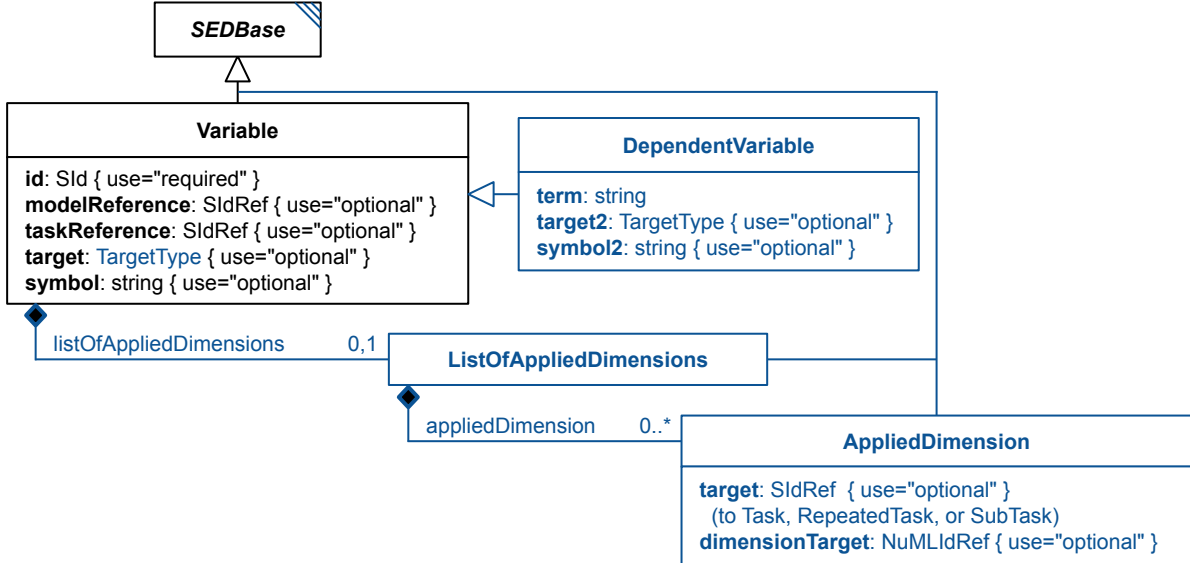 SEDBase
Variable
id: SId { use="required" }
modelReference: SIdRef { use="optional" }
taskReference: SIdRef { use="optional" }
target: TargetType { use="optional" }
symbol: string { use="optional" }
DependentVariable
term: string
target2: TargetType { use="optional" }
symbol2: string { use="optional" }
listOfAppliedDimensions 0,1
ListOfAppliedDimensions
appliedDimension 0..*
AppliedDimension
target: SIdRef { use="optional" }
(to Task, RepeatedTask, or SubTask)
dimensionTarget: NuMLIdRef { use="optional" }